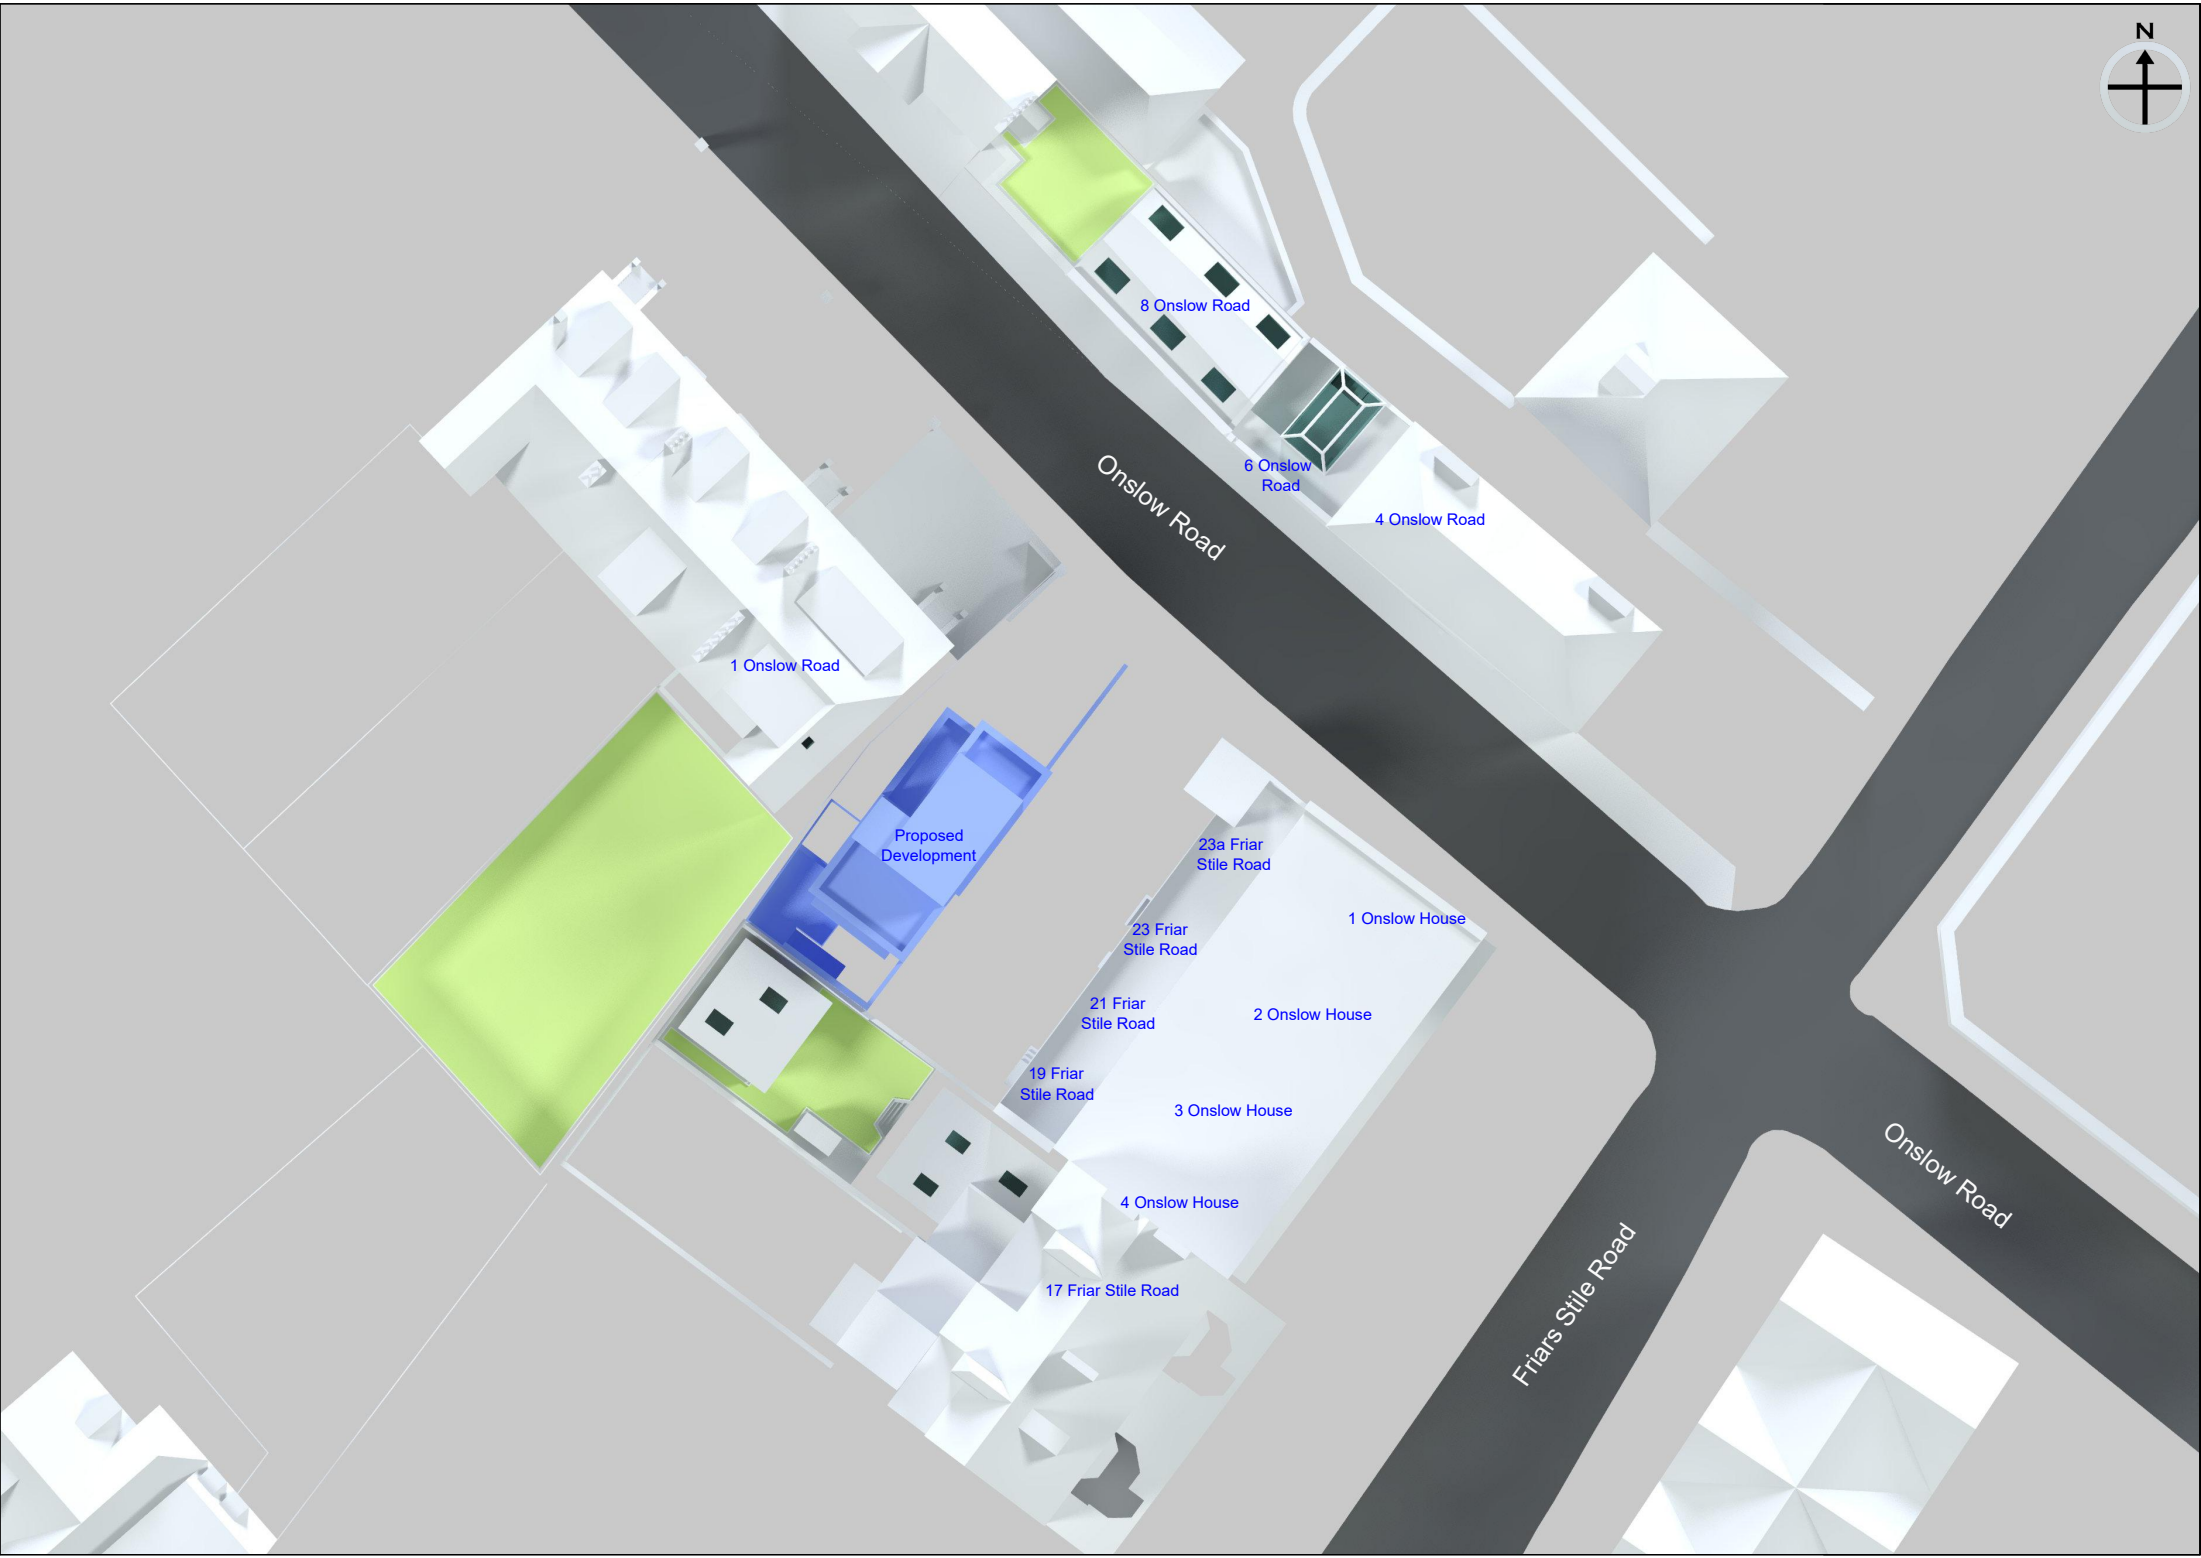 N
8 Onslow Road
Onslow Road
6 Onslow
Road
4 Onslow Road
1 Onslow Road
Proposed
Development
23a Friar
Stile Road
1 Onslow House
23 Friar
Stile Road
21 Friar
Stile Road
2 Onslow House
19 Friar
Stile Road
3 Onslow House
Onslow Road
4 Onslow House
17 Friar Stile Road
Friars Stile Road